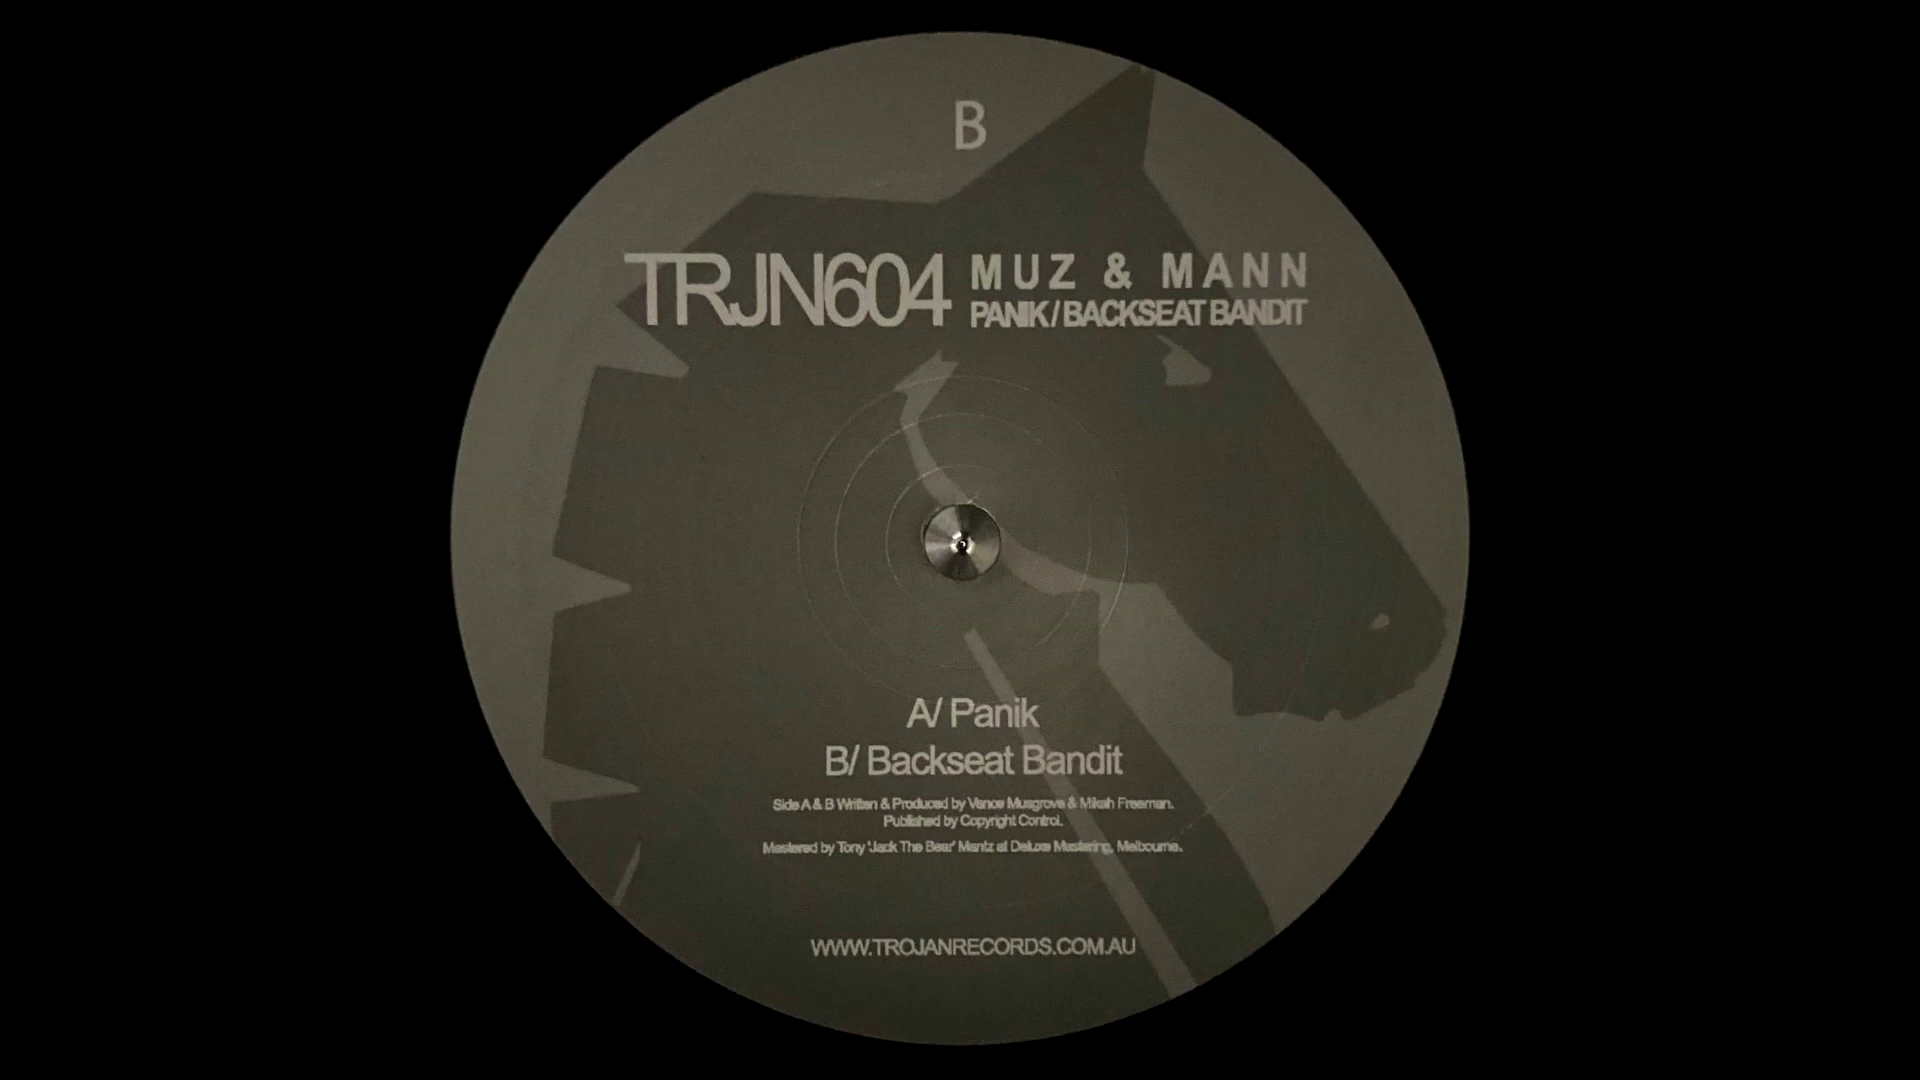 B
TRJN604
MUZ & MANN
PANIK/BACKSEAT BANDIT
A/ Panik
B/ Backseat Bandit
Side A & B Written & Produced by Vance Musgrove & Mikah Freeman.
Published by Copyright Control.
Mastered by Tony 'Jack The Bear' Mantz at Deluxe Mastering, Melbourne.
WWW.TROJANRECORDS.COM.AU